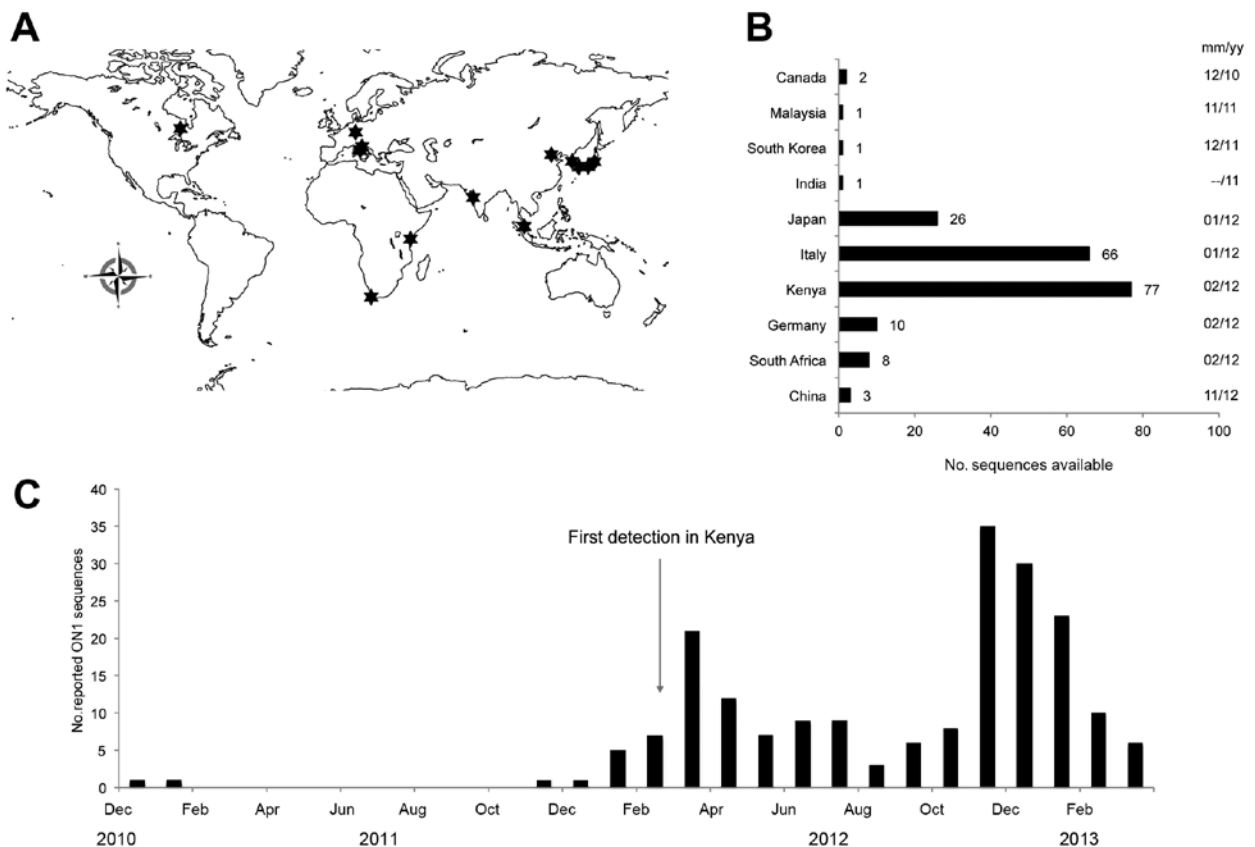 A
B
mm/yy
Canada 2 12/10
Malaysia 1 11/11
South Korea 1 12/11
India 1 --/11
Japan 26 01/12
Italy 66 01/12
Kenya 77 02/12
Germany 10 02/12
South Africa 8 02/12
China 3 11/12
0 20 40 60 80 100
No. sequences available
C
No.reported ON1 sequences
40
35
30
25
20
15
10
5
0
First detection in Kenya
Dec Feb Apr Jun Aug Oct Dec Feb Apr Jun Aug Oct Dec Feb
2010 2011 2012 2013